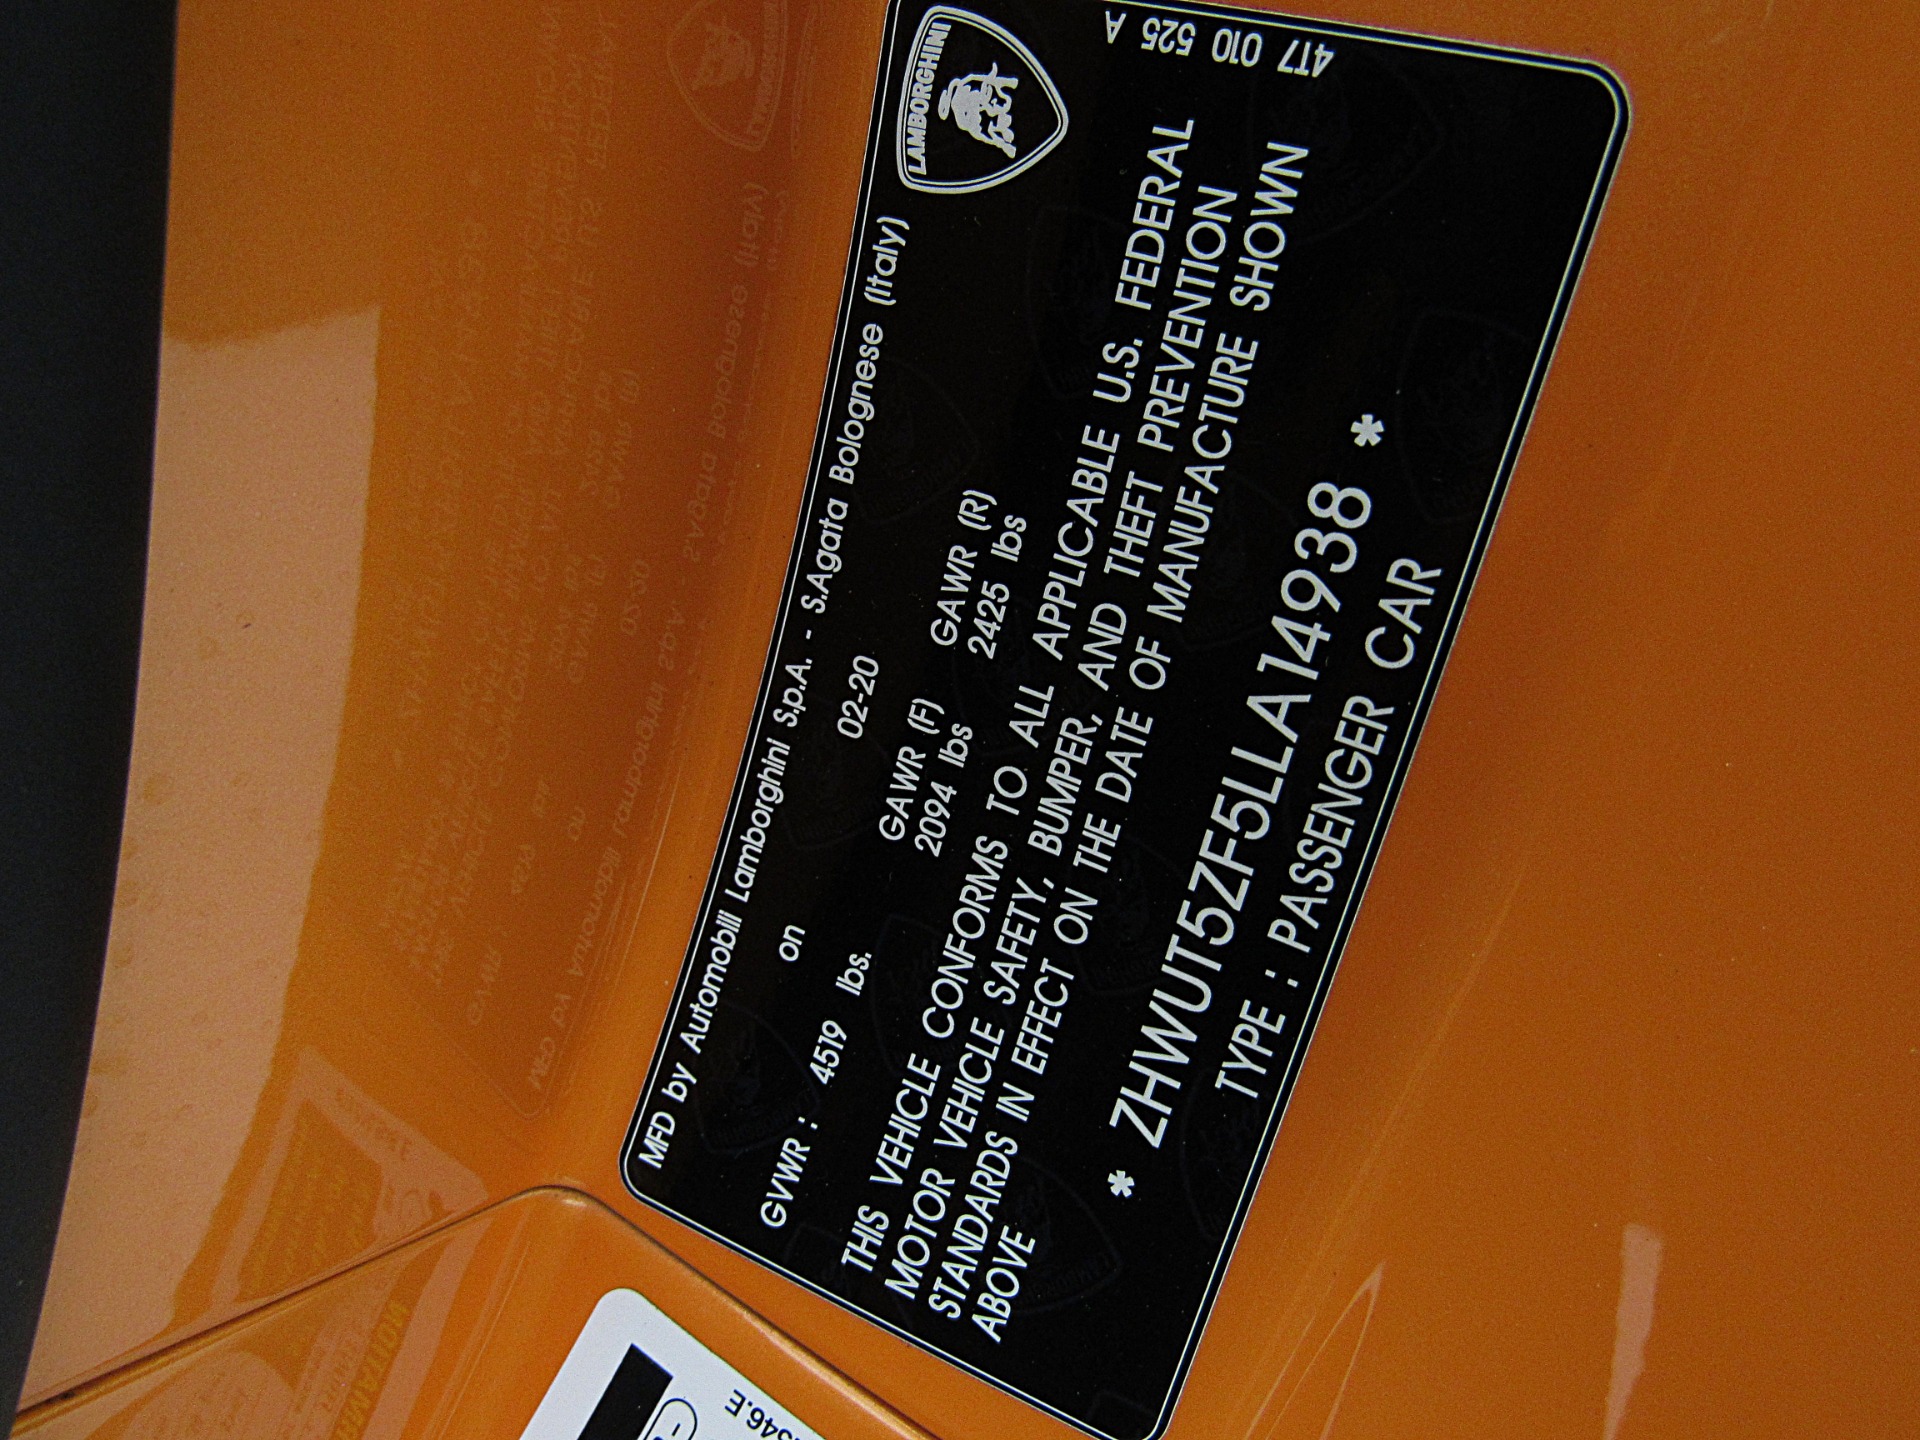 LAMBORGHINI
4T7 010 525 A
MFD by Automobili Lamborghini S.p.A. - S.Agata Bolognese (Italy)
on 02-20
GVWR : 4519 lbs. GAWR (F) GAWR (R)
2094 lbs 2425 lbs
THIS VEHICLE CONFORMS TO ALL APPLICABLE U.S. FEDERAL
MOTOR VEHICLE SAFETY, BUMPER, AND THEFT PREVENTION
STANDARDS IN EFFECT ON THE DATE OF MANUFACTURE SHOWN
ABOVE
* ZHWUT5ZF5LLA14938 *
TYPE : PASSENGER CAR